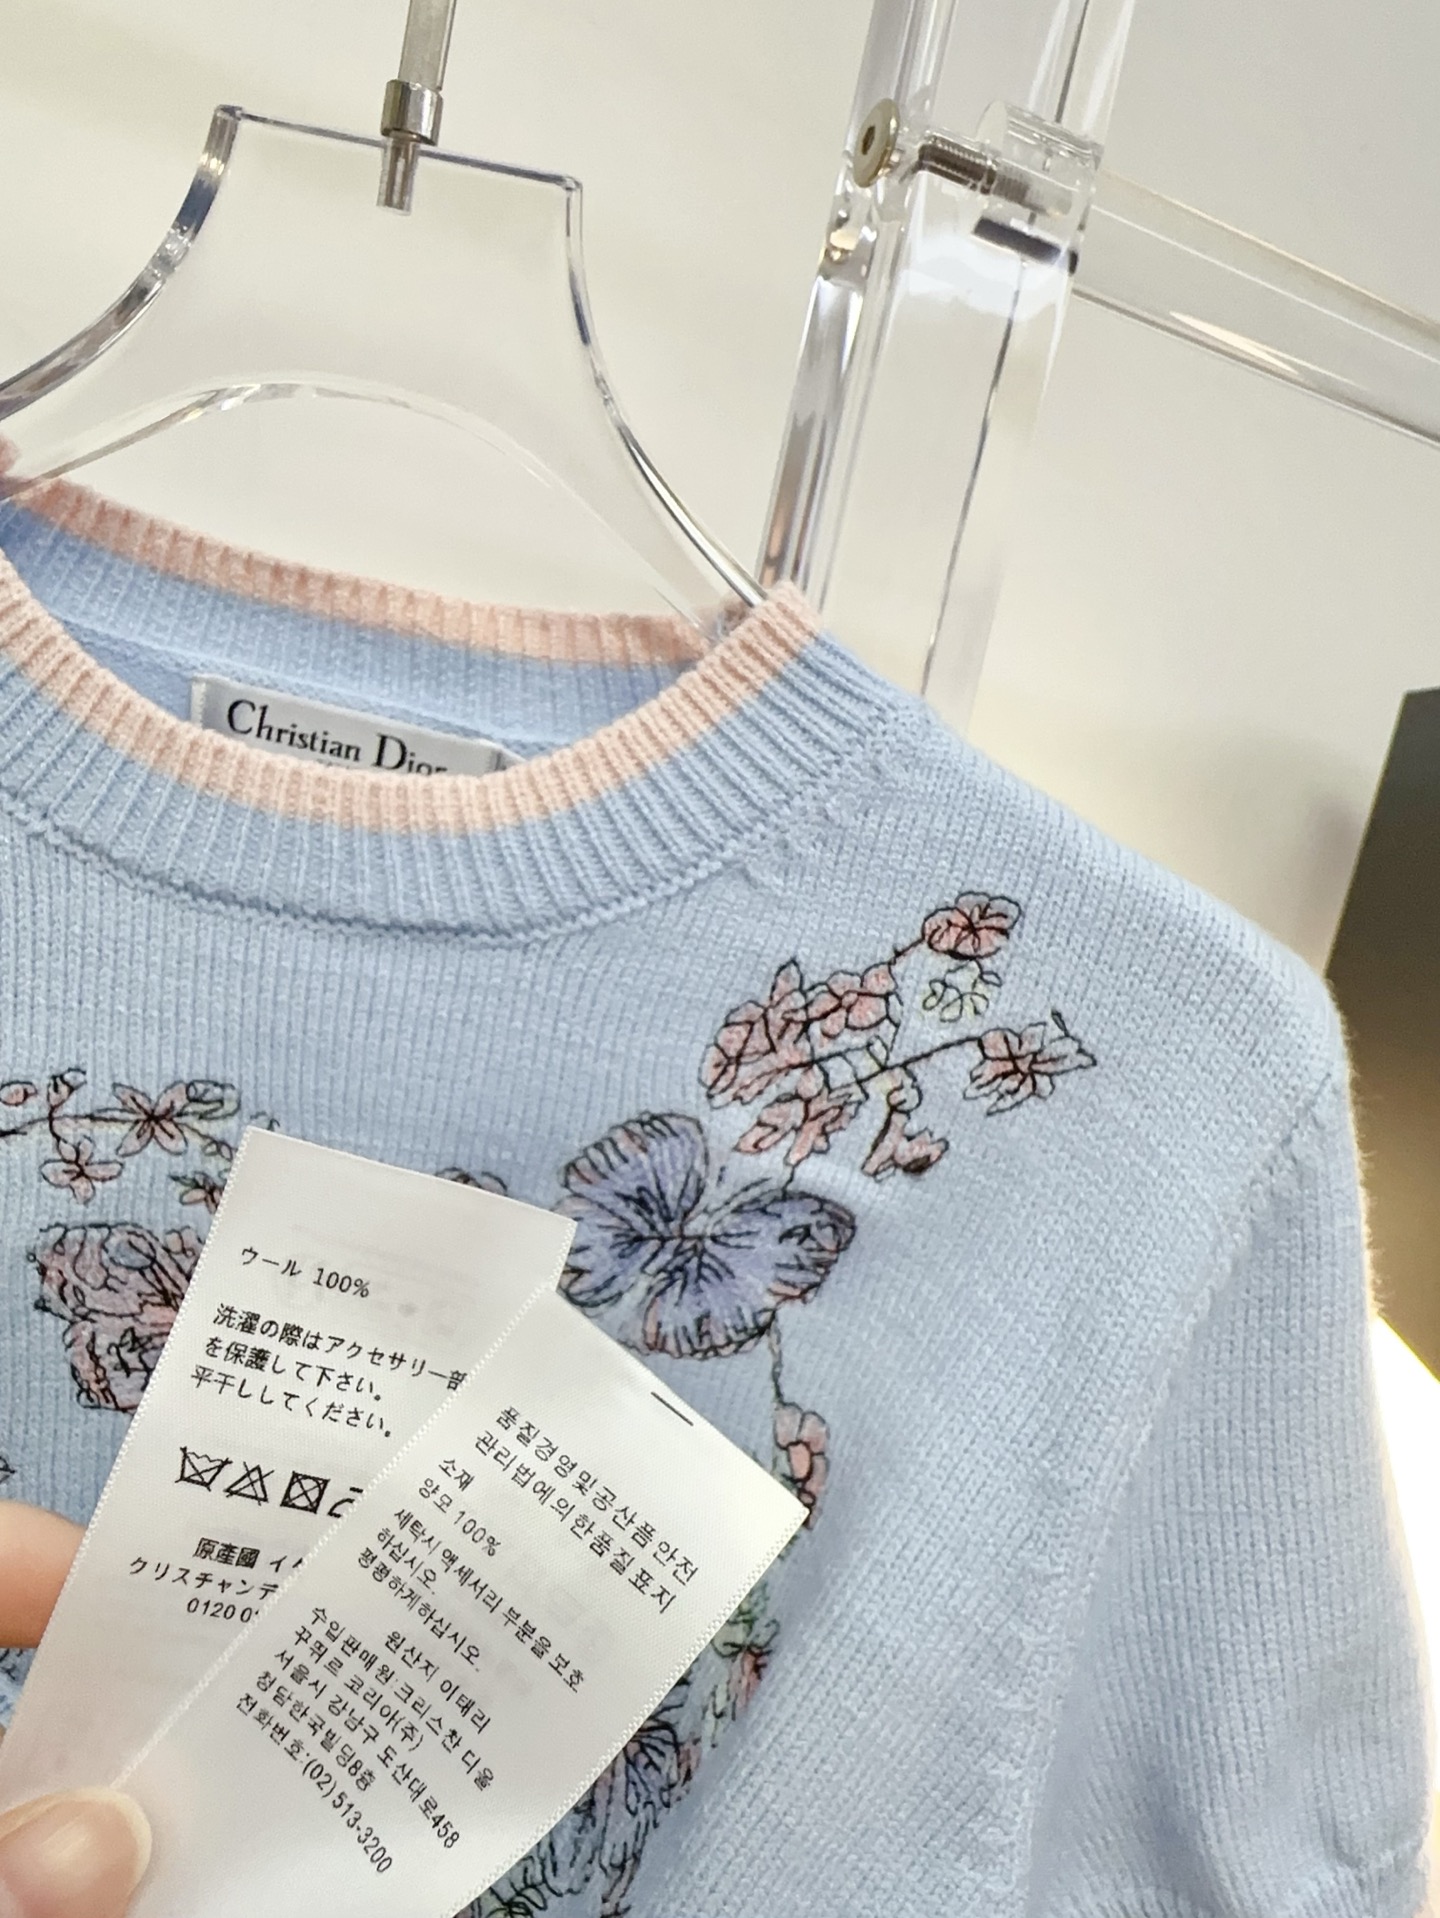 Christian Dior
ウール 100%
洗濯の際はアクセサリー部
を保護して下さい。
平干ししてください。
原産國 イ
クリスチャンデ
0120 0
품질경영및공산품안전
관리법에의한품질표지
소재
양모 100%
세탁시 액세서리 부분을 보호
하십시오.
평평하게하십시오.
원산지 이태리
수입판매원:크리스찬 디올
꾸뛰르 코리아(주)
서울시 강남구 도산대로458
청담한국빌딩8층
전화번호:(02)513-3200